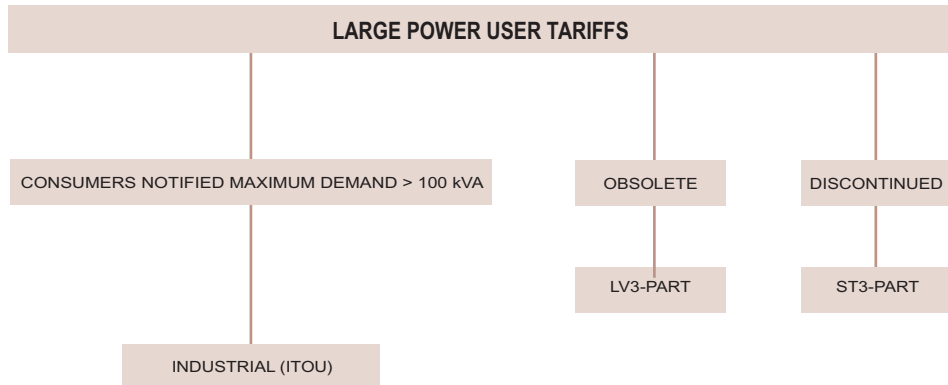 LARGE POWER USER TARIFFS
CONSUMERS NOTIFIED MAXIMUM DEMAND > 100 kVA
OBSOLETE
DISCONTINUED
LV3-PART
ST3-PART
INDUSTRIAL (ITOU)